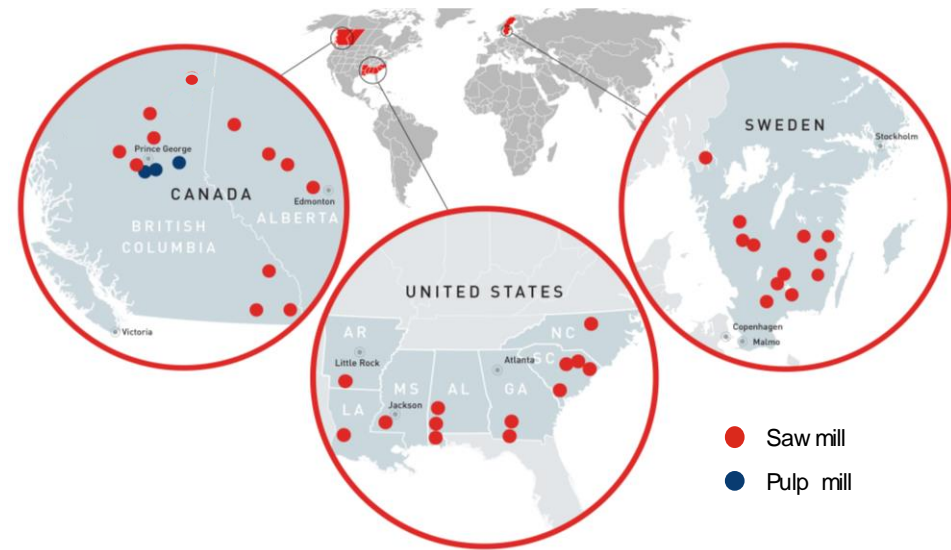 Prince George
CANADA
Edmonton
BRITISH
COLUMBIA
ALBERTA
Victoria
UNITED STATES
AR
Little Rock
LA
MS
Jackson
AL
Atlanta
GA
NC
SC
SWEDEN
Stockholm
Copenhagen
Malmo
Saw mill
Pulp mill